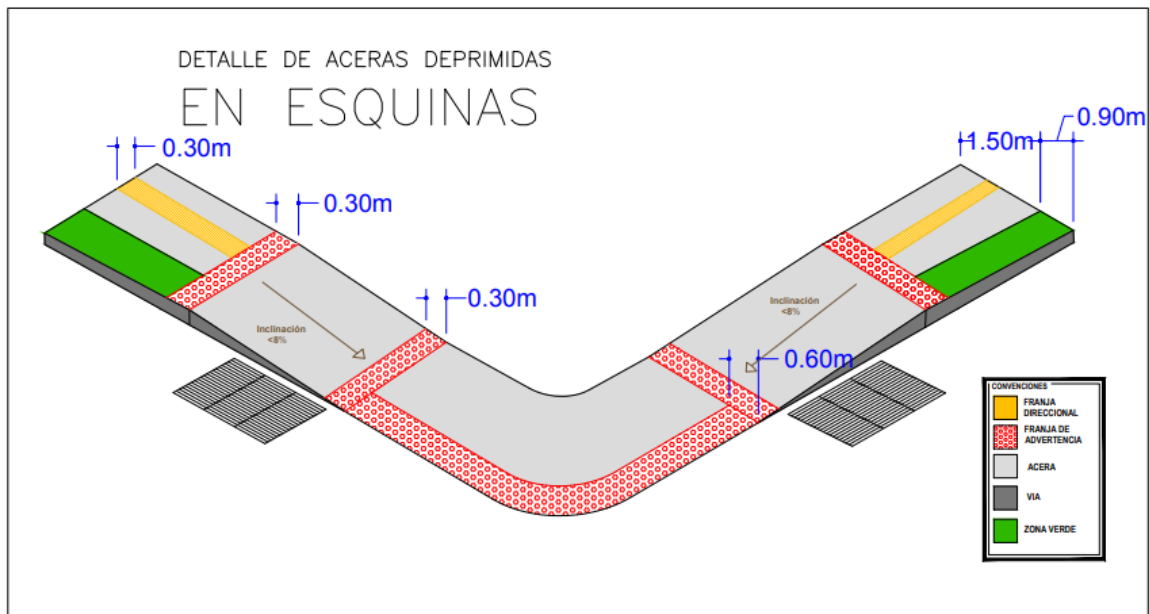 DETALLE DE ACERAS DEPRIMIDAS
EN ESQUINAS
0.30m
0.30m
0.30m
1.50m
0.90m
Inclinación
<8%
Inclinación
<8%
0.60m
CONVENCIONES
FRANJA
DIRECCIONAL
FRANJA DE
ADVERTENCIA
ACERA
VIA
ZONA VERDE